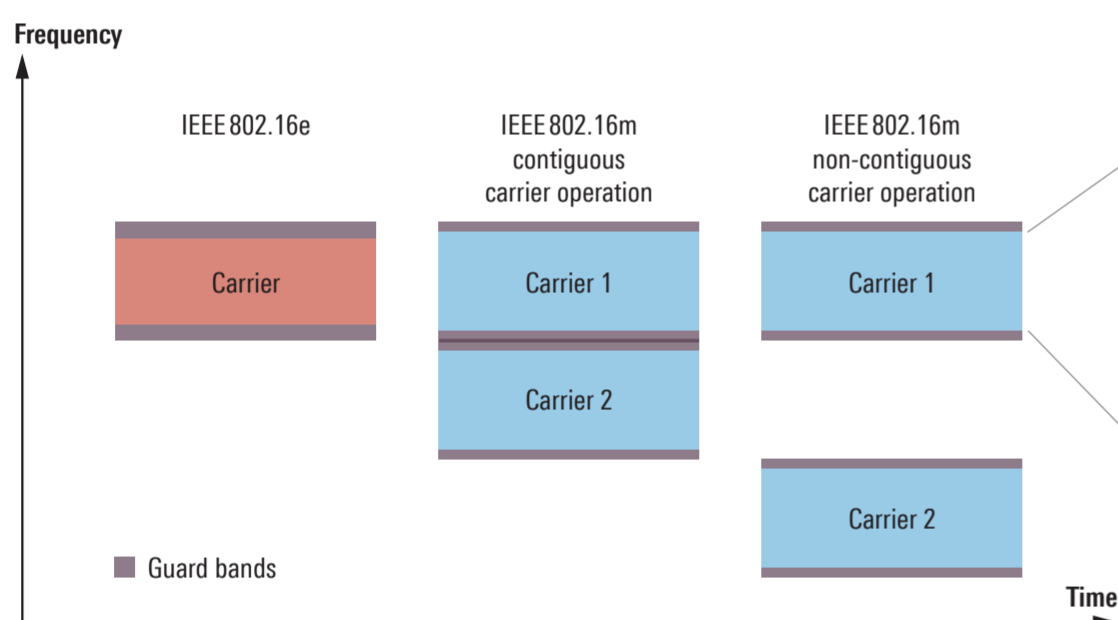 Frequency
IEEE 802.16e
IEEE 802.16m
contiguous
carrier operation
IEEE 802.16m
non-contiguous
carrier operation
Carrier
Carrier 1
Carrier 1
Carrier 2
Carrier 2
Guard bands
Time